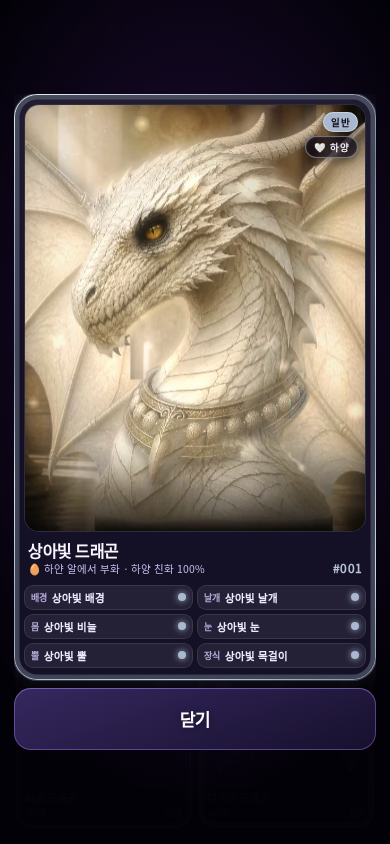 일반
하양
상아빛 드래곤
하얀 알에서 부화 · 하양 친화 100%
#001
배경 상아빛 배경
날개 상아빛 날개
몸 상아빛 비늘
눈 상아빛 눈
뿔 상아빛 뿔
장식 상아빛 목걸이
닫기